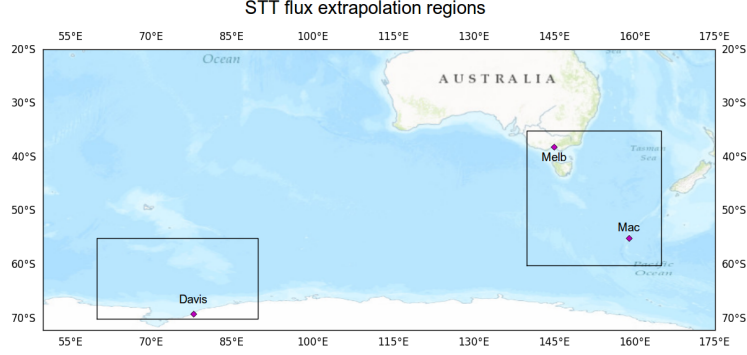 STT flux extrapolation regions
55°E 70°E 85°E 100°E 115°E 130°E 145°E 160°E 175°E
20°S 20°S
Ocean
AUSTRALIA
30°S 30°S
Tasman
40°S Melb Sea 40°S
50°S 50°S
Mac
60°S Pacific 60°S
Ocean
Davis
70°S 70°S
55°E 70°E 85°E 100°E 115°E 130°E 145°E 160°E 175°E